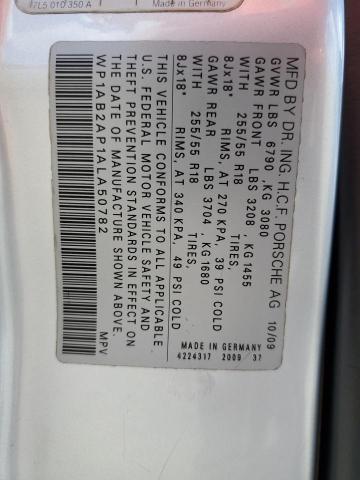 7L5 010 350 A
Made in Germany
MFD BY DR. ING. H.C.F. PORSCHE AG 10/09
GVWR LBS 6790 ,KG 3080
GAWR FRONT LBS 3208 ,KG 1455
WITH 255/55 R18 TIRES,
8Jx18" RIMS, AT 270 KPA, 39 PSI COLD
GAWR REAR LBS 3704 ,KG 1680
WITH 255/55 R18 TIRES,
8Jx18" RIMS, AT 340 KPA, 49 PSI COLD
THIS VEHICLE CONFORMS TO ALL APPLICABLE
U.S. FEDERAL MOTOR VEHICLE SAFETY AND
THEFT PREVENTION STANDARDS IN EFFECT ON
THE DATE OF MANUFACTURE SHOWN ABOVE.
WP1AB2AP1ALA50782 MPV
MADE IN GERMANY
4224317 2009 37